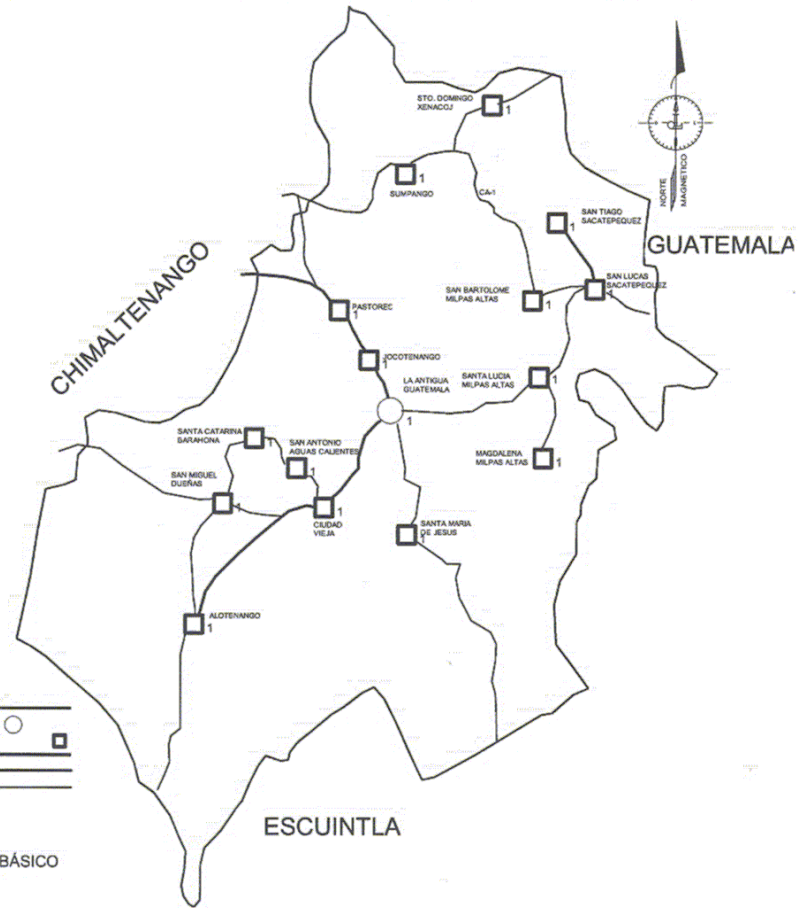 STO. DOMINGO
XENACOJ
1
1
SUMPANGO
CA-1
NORTE
MAGNETICO
SAN TIAGO
SACATEPEQUEZ
1
GUATEMALA
SAN LUCAS
SACATEPEQUEZ
1
SAN BARTOLOME
MILPAS ALTAS
1
CHIMALTENANGO
PASTOREC
1
JOCOTENANGO
1
LA ANTIGUA
GUATEMALA
1
SANTA LUCIA
MILPAS ALTAS
1
SANTA CATARINA
BARAHONA
1
SAN ANTONIO
AGUAS CALIENTES
1
MAGDALENA
MILPAS ALTAS
1
SAN MIGUEL
DUEÑAS
1
1
CIUDAD
VIEJA
SANTA MARIA
DE JESUS
1
ALOTENANGO
1
ESCUINTLA
BÁSICO